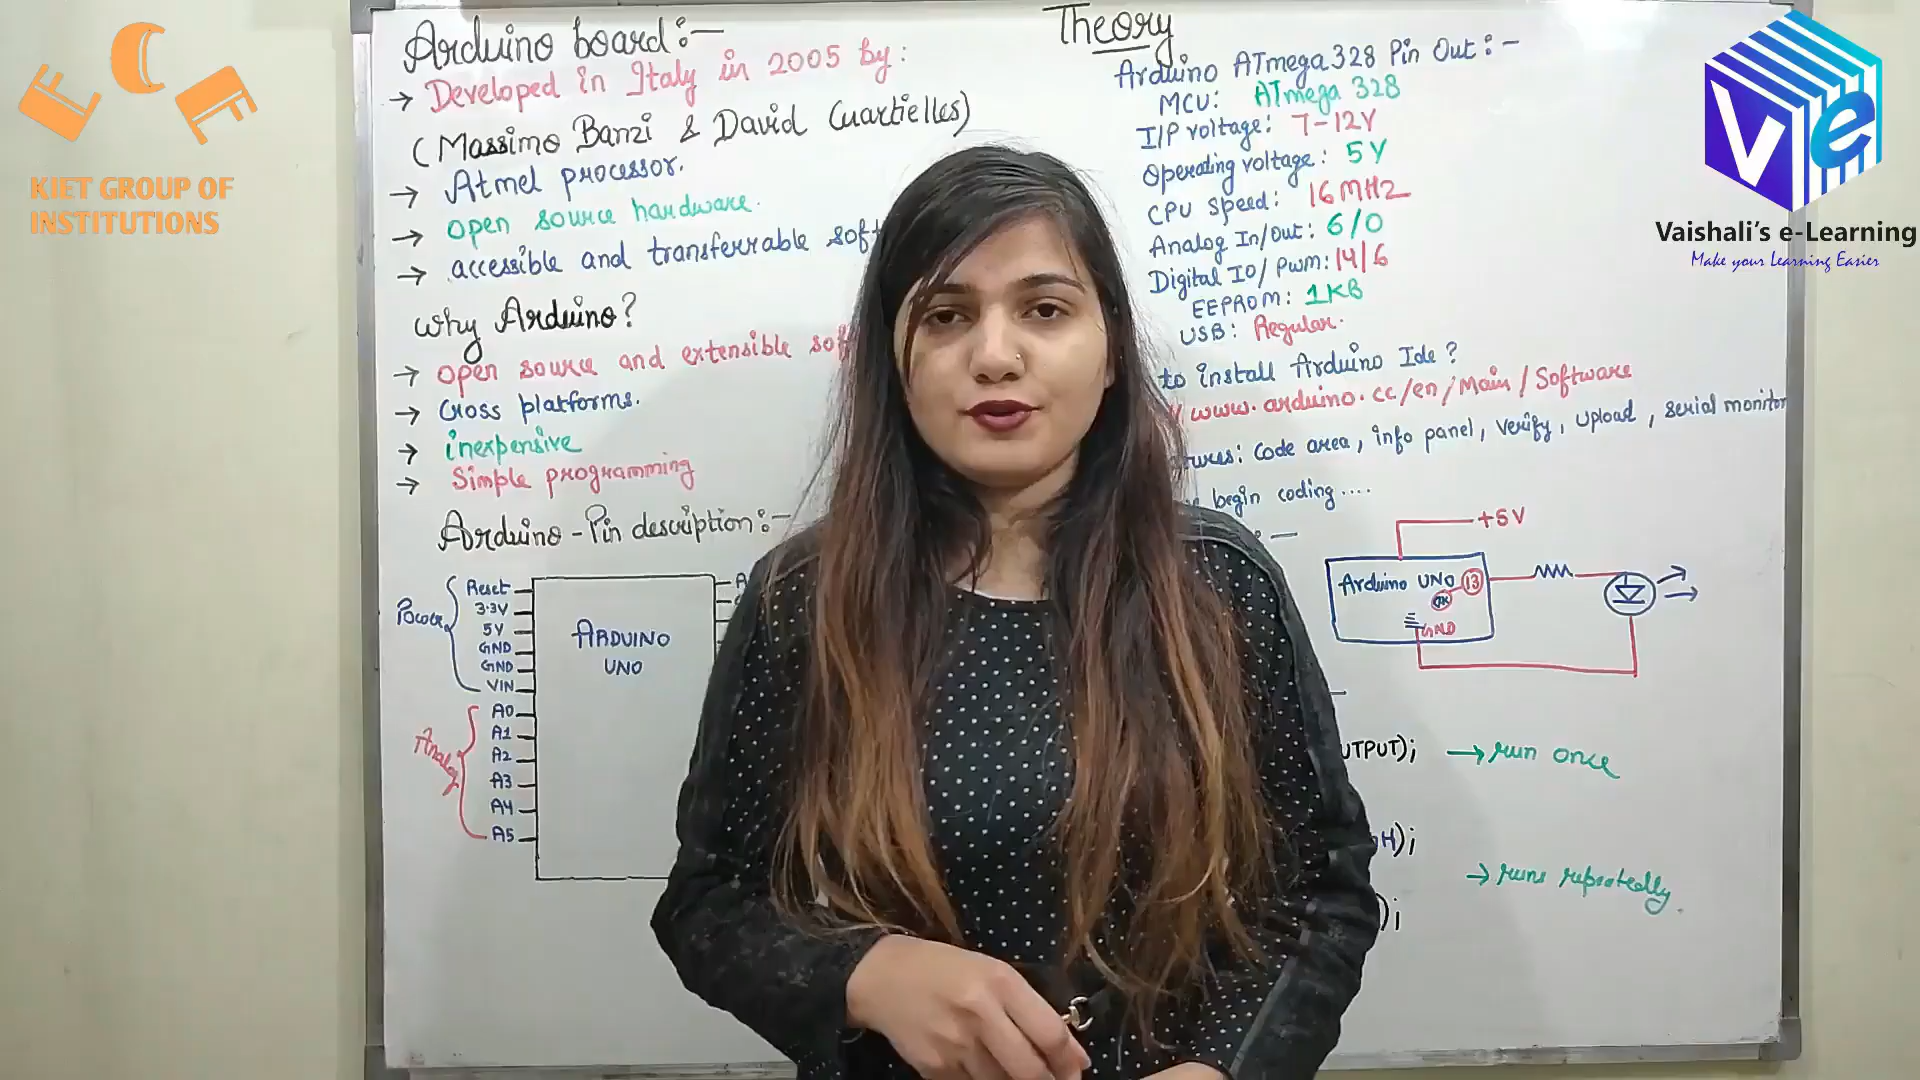 ECE
KIET GROUP OF
INSTITUTIONS
Arduino board:-
→ Developed in Italy in 2005 by:
(Massimo Banzi & David Cuartielles)
→ Atmel processor.
→ open source hardware.
→ accessible and transferrable soft
Why Arduino?
→ open source and extensible sof
→ Cross platforms.
→ inexpensive
→ Simple programming
Arduino-Pin description:-
Power
Reset
3.3V
5V
GND
GND
VIN
Analog
A0
A1
A2
A3
A4
A5
ARDUINO
UNO
Theory
Arduino ATmega328 Pin Out:-
MCU: ATmega 328
I/P voltage: 7-12V
Operating voltage: 5V
CPU Speed: 16MHz
Analog In/Out: 6/0
Digital IO/PWM: 14/6
EEPROM: 1KB
USB: Regular.
to install Arduino Ide?
www.arduino.cc/en/Main/Software
tures: Code area, info panel, Verify, Upload, serial monitor
begin coding....
+5V
Arduino UNO 13
GND
UTPUT); → run once
H);
→ runs repeatedly.
);
Ve
Vaishali's e-Learning
Make your Learning Easier